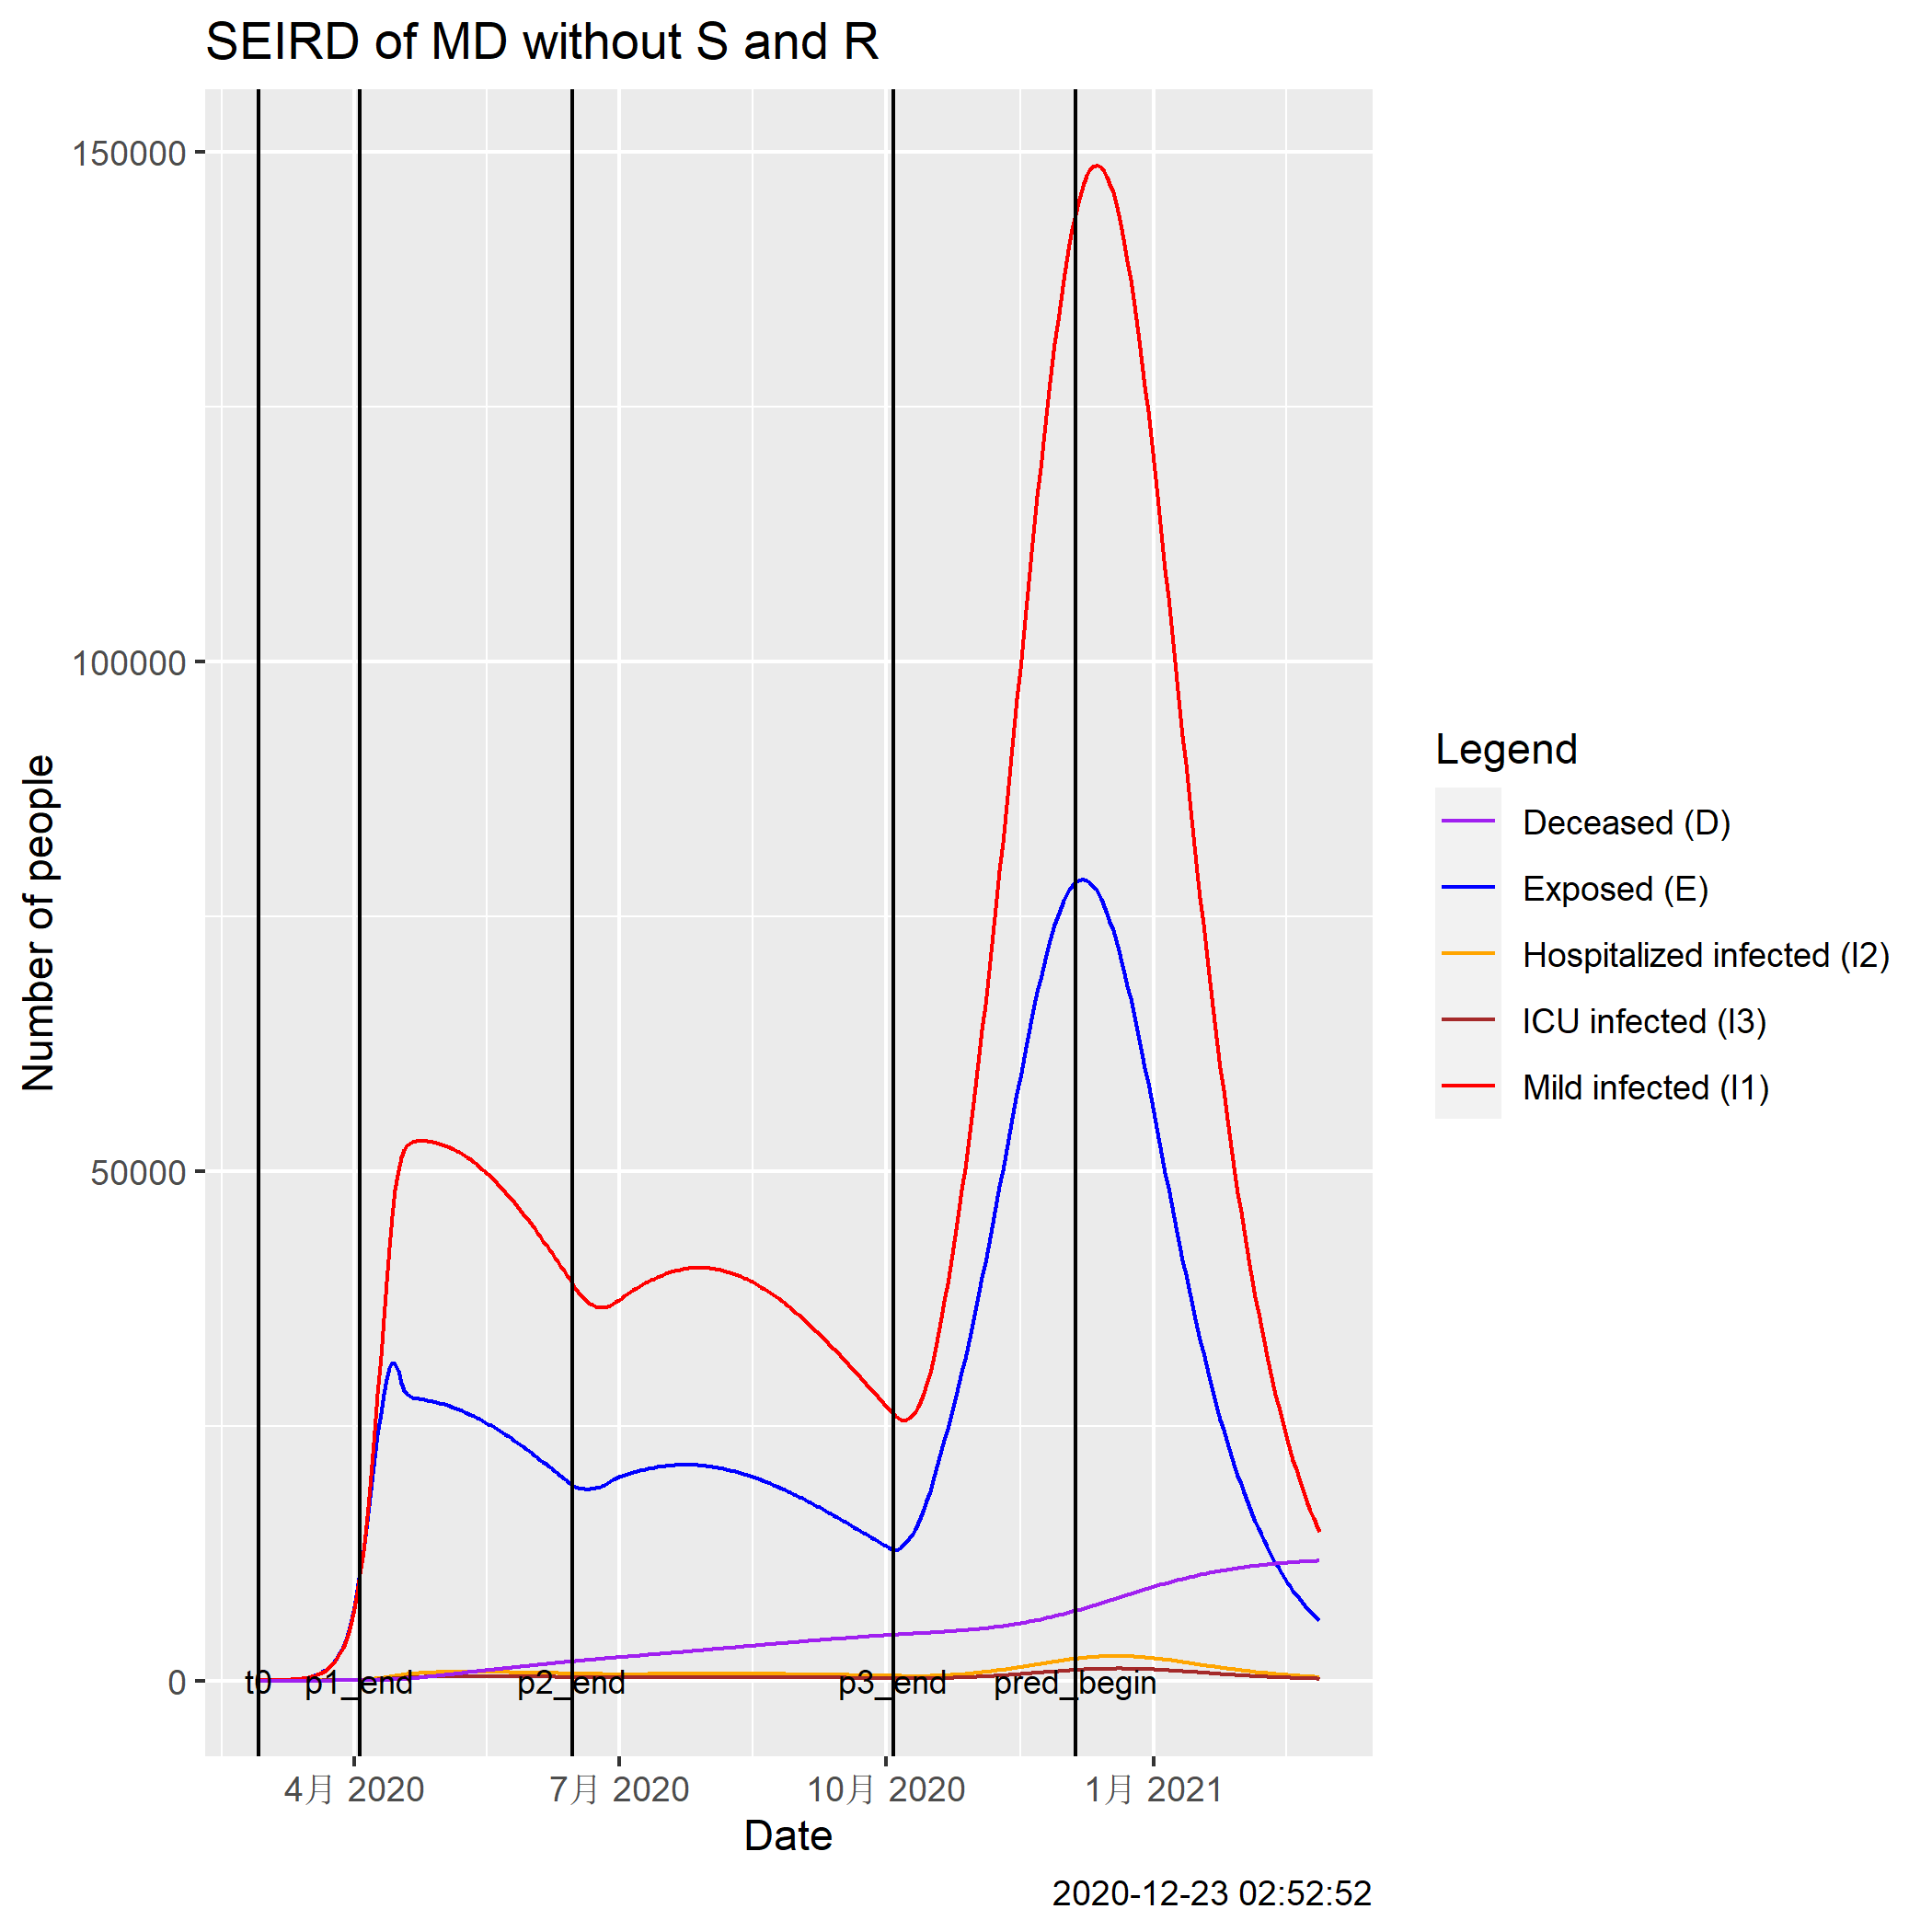 SEIRD of MD without S and R
Number of people
150000
100000
50000
0
t0 p1_end p2_end p3_end pred_begin
4月 2020 7月 2020 10月 2020 1月 2021
Date
Legend
Deceased (D)
Exposed (E)
Hospitalized infected (I2)
ICU infected (I3)
Mild infected (I1)
2020-12-23 02:52:52